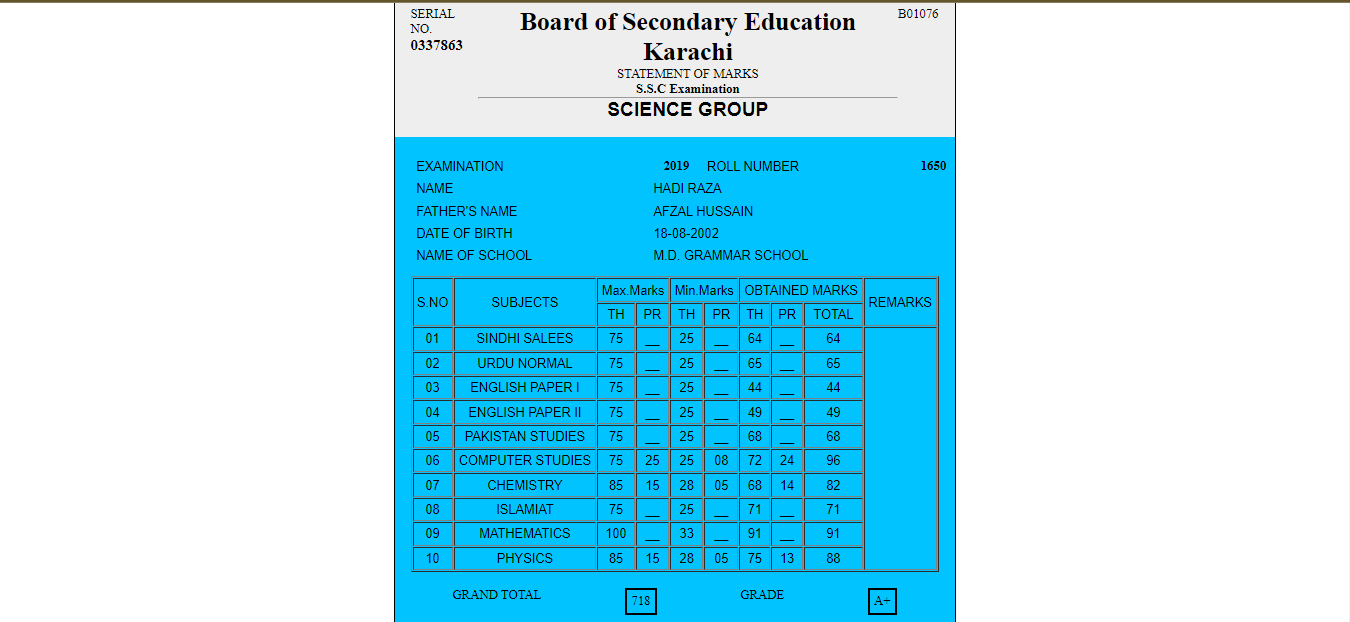 SERIAL NO.
0337863
Board of Secondary Education
Karachi
STATEMENT OF MARKS
S.S.C Examination
SCIENCE GROUP
B01076
EXAMINATION 2019 ROLL NUMBER 1650
NAME HADI RAZA
FATHER'S NAME AFZAL HUSSAIN
DATE OF BIRTH 18-08-2002
NAME OF SCHOOL M.D. GRAMMAR SCHOOL
S.NO SUBJECTS Max.Marks Min.Marks OBTAINED MARKS REMARKS
TH PR TH PR TH PR TOTAL
01 SINDHI SALEES 75 __ 25 __ 64 __ 64
02 URDU NORMAL 75 __ 25 __ 65 __ 65
03 ENGLISH PAPER I 75 __ 25 __ 44 __ 44
04 ENGLISH PAPER II 75 __ 25 __ 49 __ 49
05 PAKISTAN STUDIES 75 __ 25 __ 68 __ 68
06 COMPUTER STUDIES 75 25 25 08 72 24 96
07 CHEMISTRY 85 15 28 05 68 14 82
08 ISLAMIAT 75 __ 25 __ 71 __ 71
09 MATHEMATICS 100 __ 33 __ 91 __ 91
10 PHYSICS 85 15 28 05 75 13 88
GRAND TOTAL 718 GRADE A+